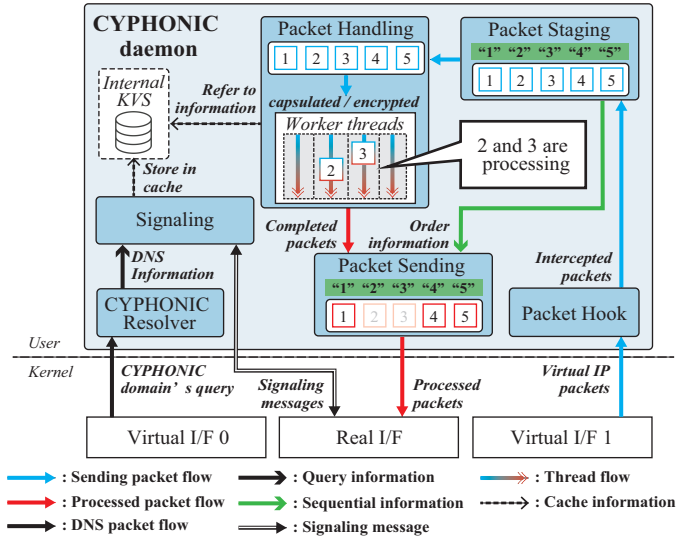 CYPHONIC
daemon
Packet Handling
1 2 3 4 5
Packet Staging
“1” “2” “3” “4” “5”
1 2 3 4 5
Internal
KVS
Refer to
information
capsulated / encrypted
Worker threads
2
3
2 and 3 are
processing
Store in
cache
Signaling
Completed
packets
Order
information
DNS
Information
Packet Sending
“1” “2” “3” “4” “5”
1 2 3 4 5
Intercepted
packets
CYPHONIC
Resolver
Packet Hook
User
Kernel
CYPHONIC
domain’s query
Signaling
messages
Processed
packets
Virtual IP
packets
Virtual I/F 0
Real I/F
Virtual I/F 1
: Sending packet flow
: Query information
: Thread flow
: Processed packet flow
: Sequential information
: Cache information
: DNS packet flow
: Signaling message